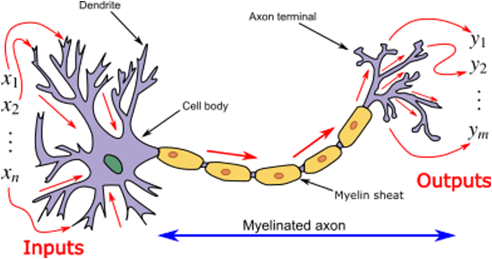 Dendrite
Axon terminal
Cell body
Myelin sheat
Myelinated axon
Inputs
Outputs
x1
x2
⋮
xn
y1
y2
⋮
ym